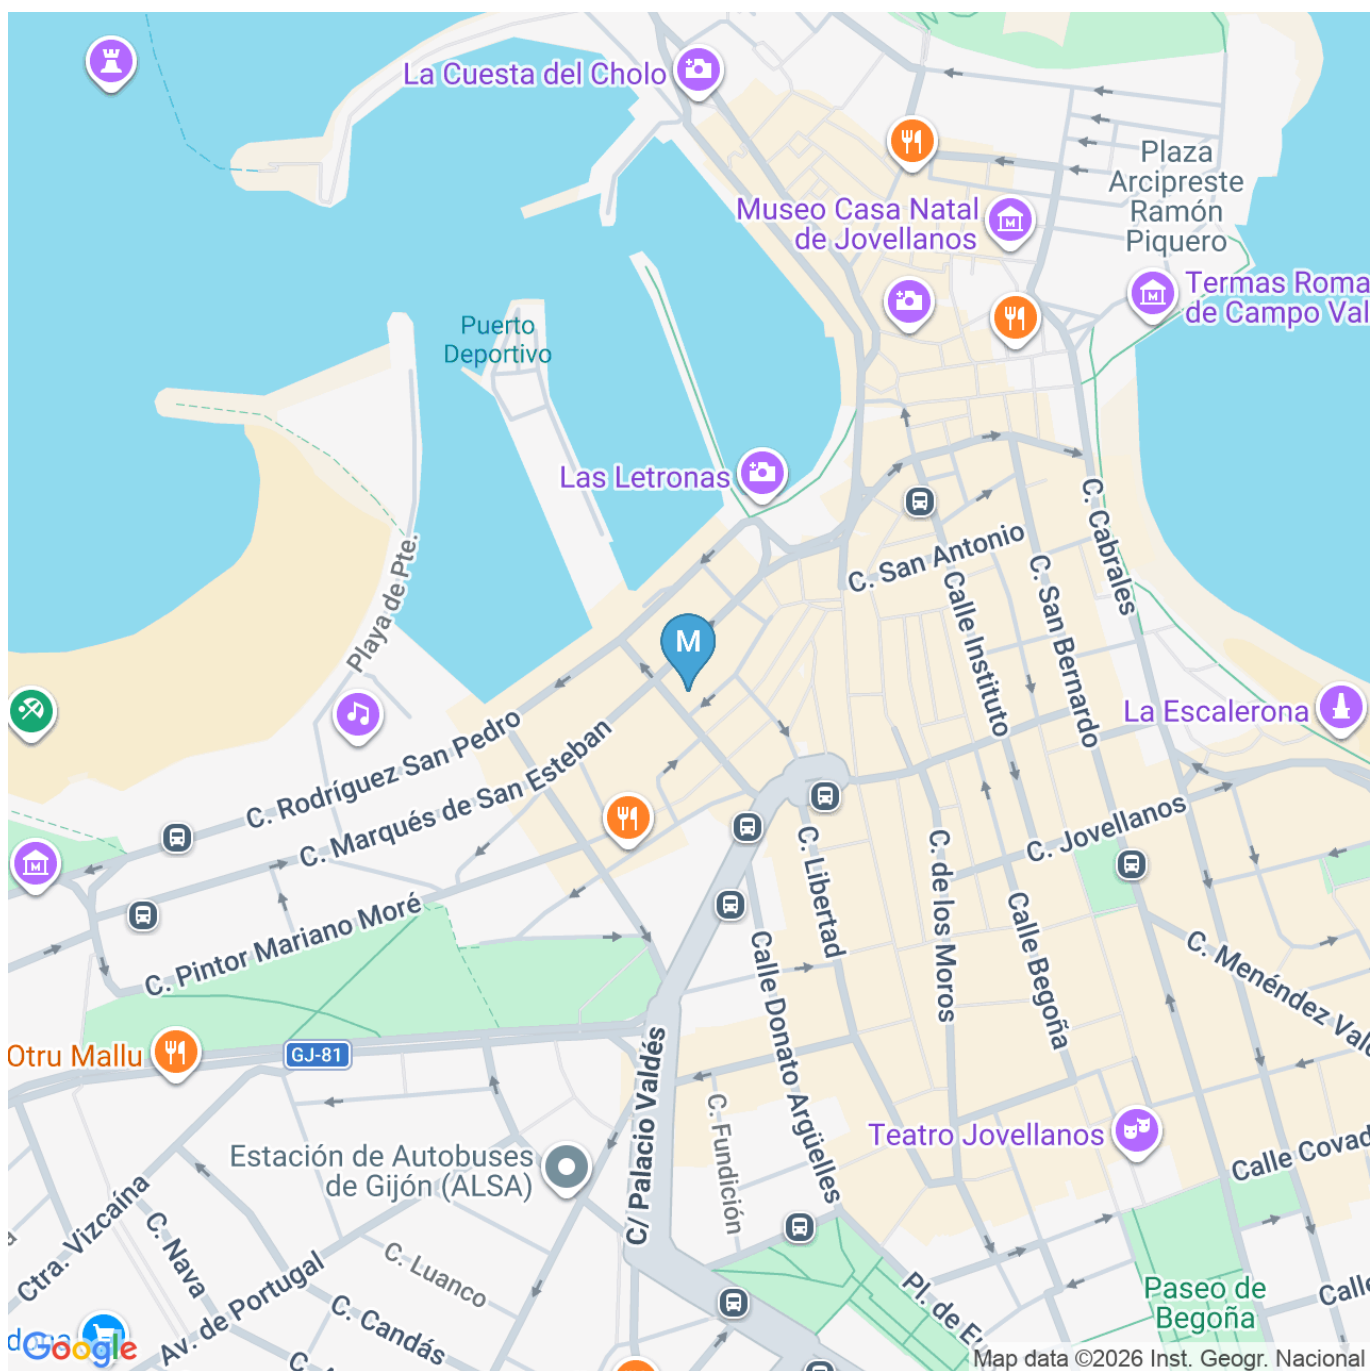 La Cuesta del Cholo
Plaza
Arcipreste
Ramón
Piquero
Museo Casa Natal
de Jovellanos
Termas Roma
de Campo Val
Puerto
Deportivo
Las Letronas
C. Cabrales
C. San Antonio
Playa de Pte.
Calle Instituto
C. San Bernardo
M
La Escalerona
C. Rodríguez San Pedro
C. Marqués de San Esteban
C. Jovellanos
C. Libertad
C. de los Moros
Calle Begoña
C. Pintor Mariano Moré
C. Menéndez Vald
Calle Donato Argüelles
Otru Mallu
GJ-81
C/ Palacio Valdés
C. Fundición
Teatro Jovellanos
Estación de Autobuses
de Gijón (ALSA)
Calle Covad
Ctra. Vizcaína
C. Nava
C. Luanco
Av. de Portugal
C. Candás
Pl. de E
Paseo de
Begoña
Calle
Google
Map data ©2026 Inst. Geogr. Nacional